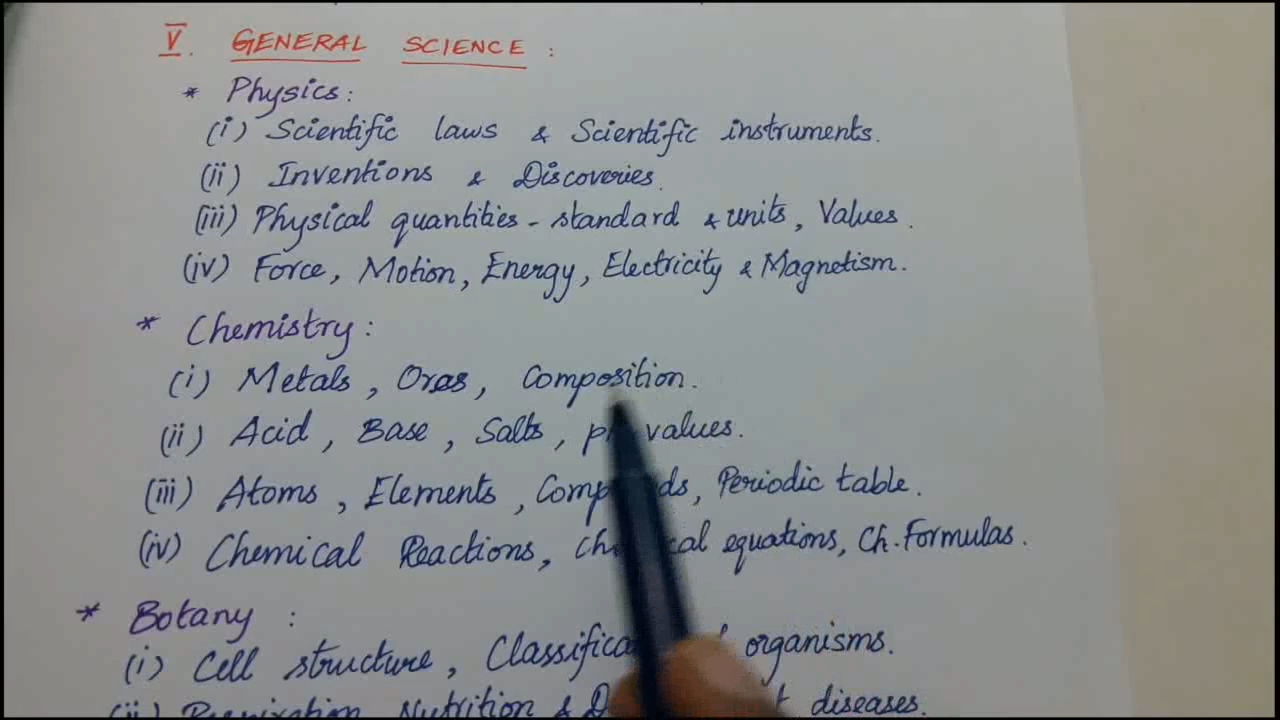 V. GENERAL SCIENCE :
* Physics :
(i) Scientific laws & Scientific instruments.
(ii) Inventions & Discoveries.
(iii) Physical quantities - standard & units, Values.
(iv) Force, Motion, Energy, Electricity & Magnetism.
* Chemistry :
(i) Metals, Ores, Composition.
(ii) Acid, Base, Salts, values.
(iii) Atoms, Elements, Periodic table.
(iv) Chemical Reactions, equations, Ch. Formulas.
* Botany :
(i) Cell structure, organisms.
(ii) Respiration, Nutrition & diseases.